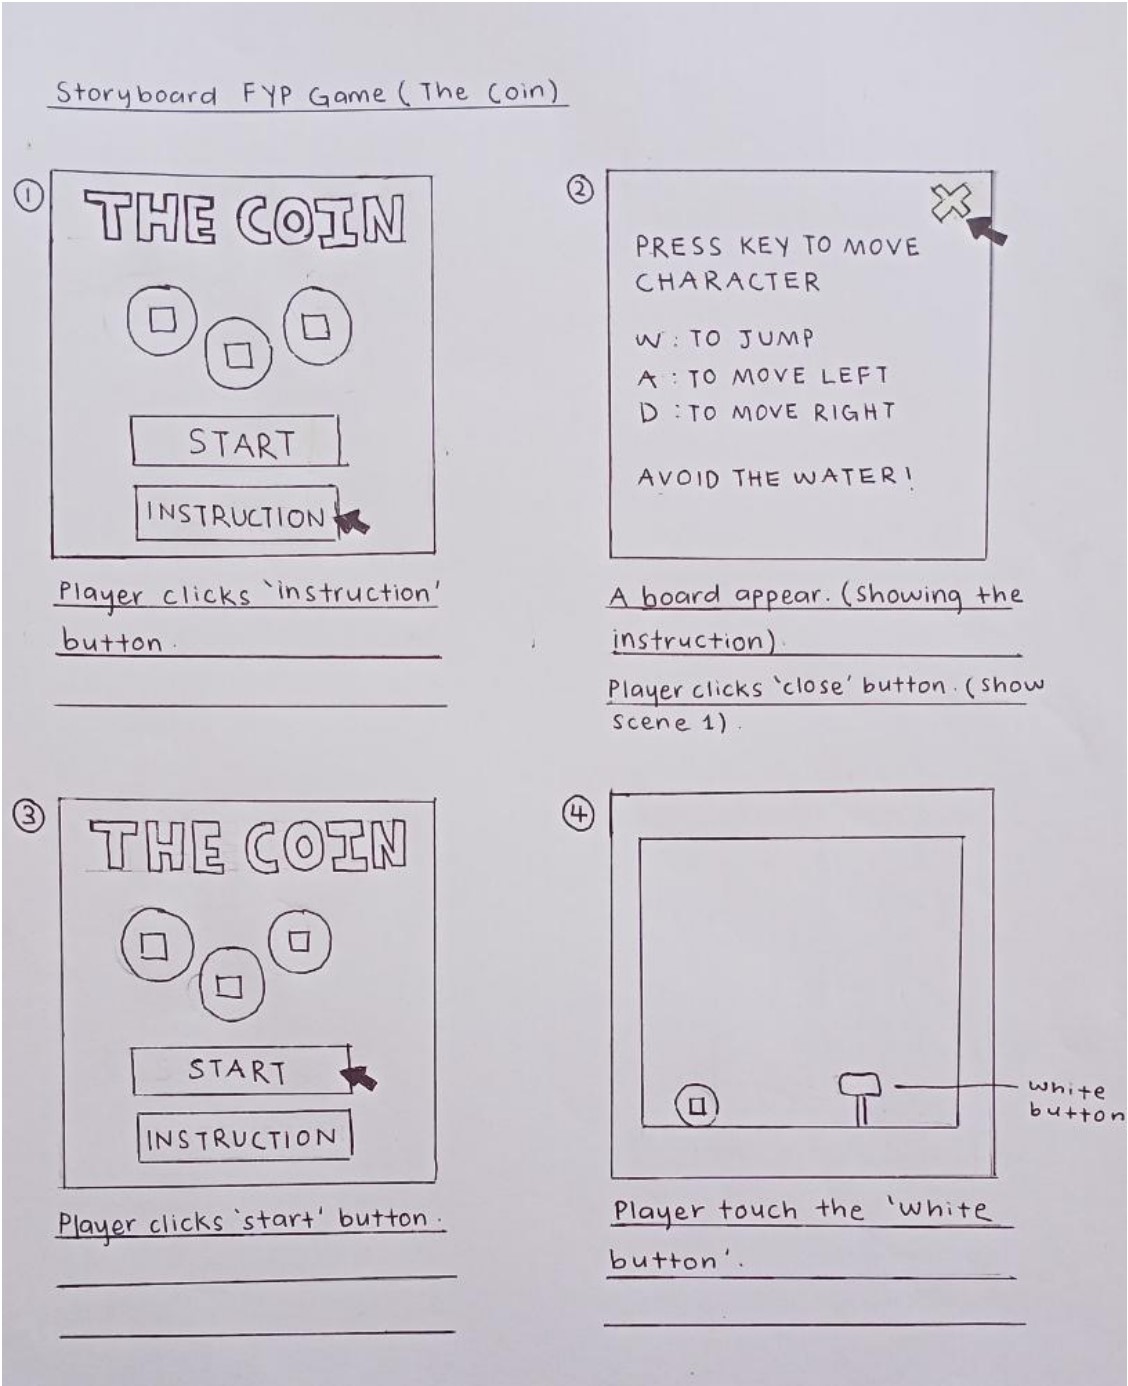 Storyboard FYP Game (The Coin)
①
THE COIN
START
INSTRUCTION
Player clicks 'instruction'
button.
②
PRESS KEY TO MOVE
CHARACTER
W : TO JUMP
A : TO MOVE LEFT
D : TO MOVE RIGHT
AVOID THE WATER!
A board appear. (showing the
instruction).
Player clicks 'close' button. (show
scene 1).
③
THE COIN
START
INSTRUCTION
Player clicks 'start' button.
④
white
button
Player touch the 'white
button'.